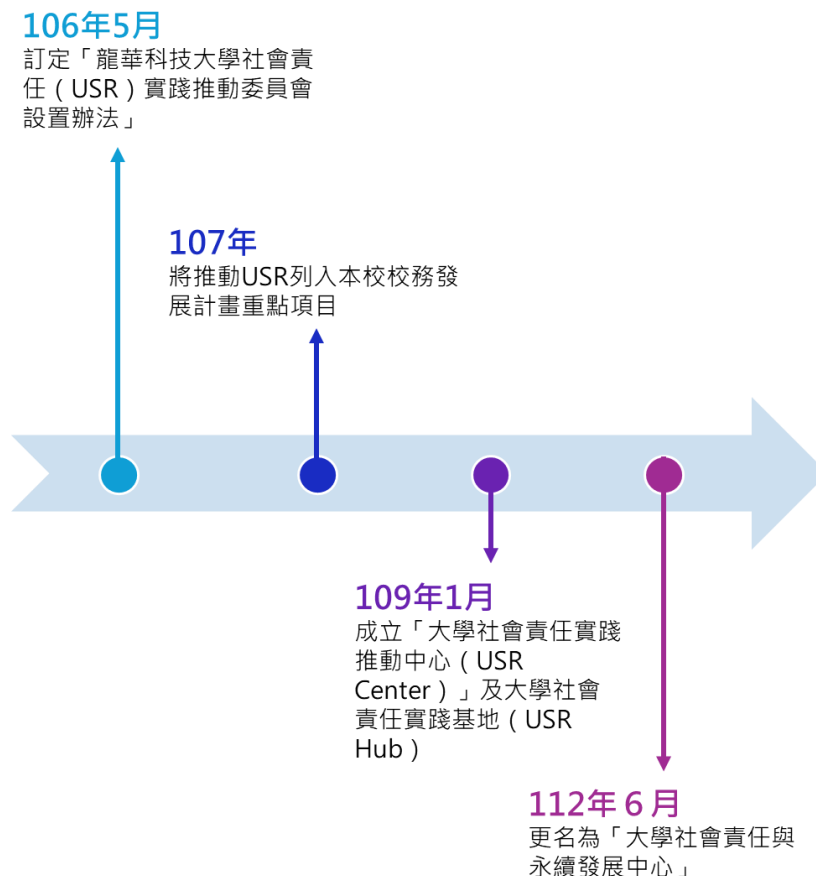 106年5月
訂定「龍華科技大學社會責
任（USR）實踐推動委員會
設置辦法」
107年
將推動USR列入本校校務發
展計畫重點項目
109年1月
成立「大學社會責任實踐
推動中心（USR
Center）」及大學社會
責任實踐基地（USR
Hub）
112年６月
更名為「大學社會責任與
永續發展中心」